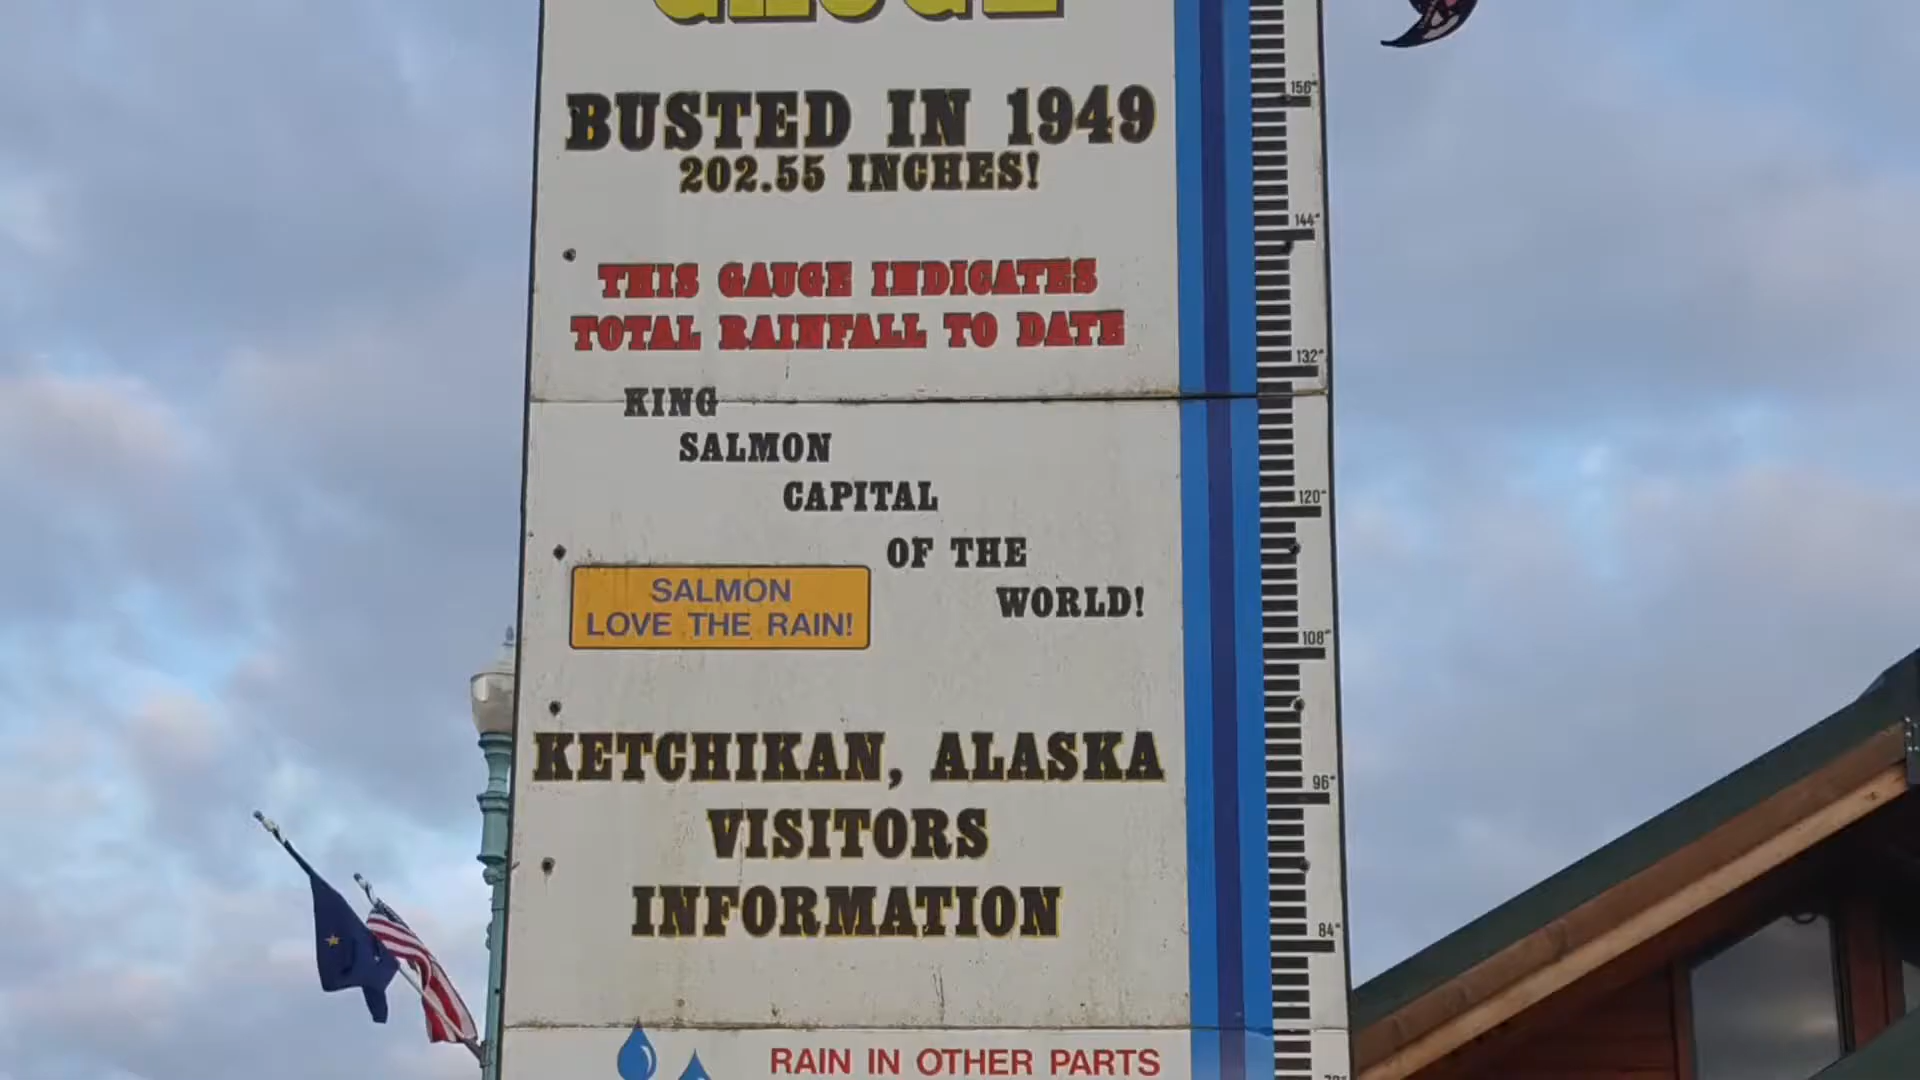 GAUGE
BUSTED IN 1949
202.55 INCHES!
THIS GAUGE INDICATES
TOTAL RAINFALL TO DATE
KING
SALMON
CAPITAL
OF THE
WORLD!
SALMON
LOVE THE RAIN!
KETCHIKAN, ALASKA
VISITORS
INFORMATION
RAIN IN OTHER PARTS
156"
144"
132"
120"
108"
96"
84"